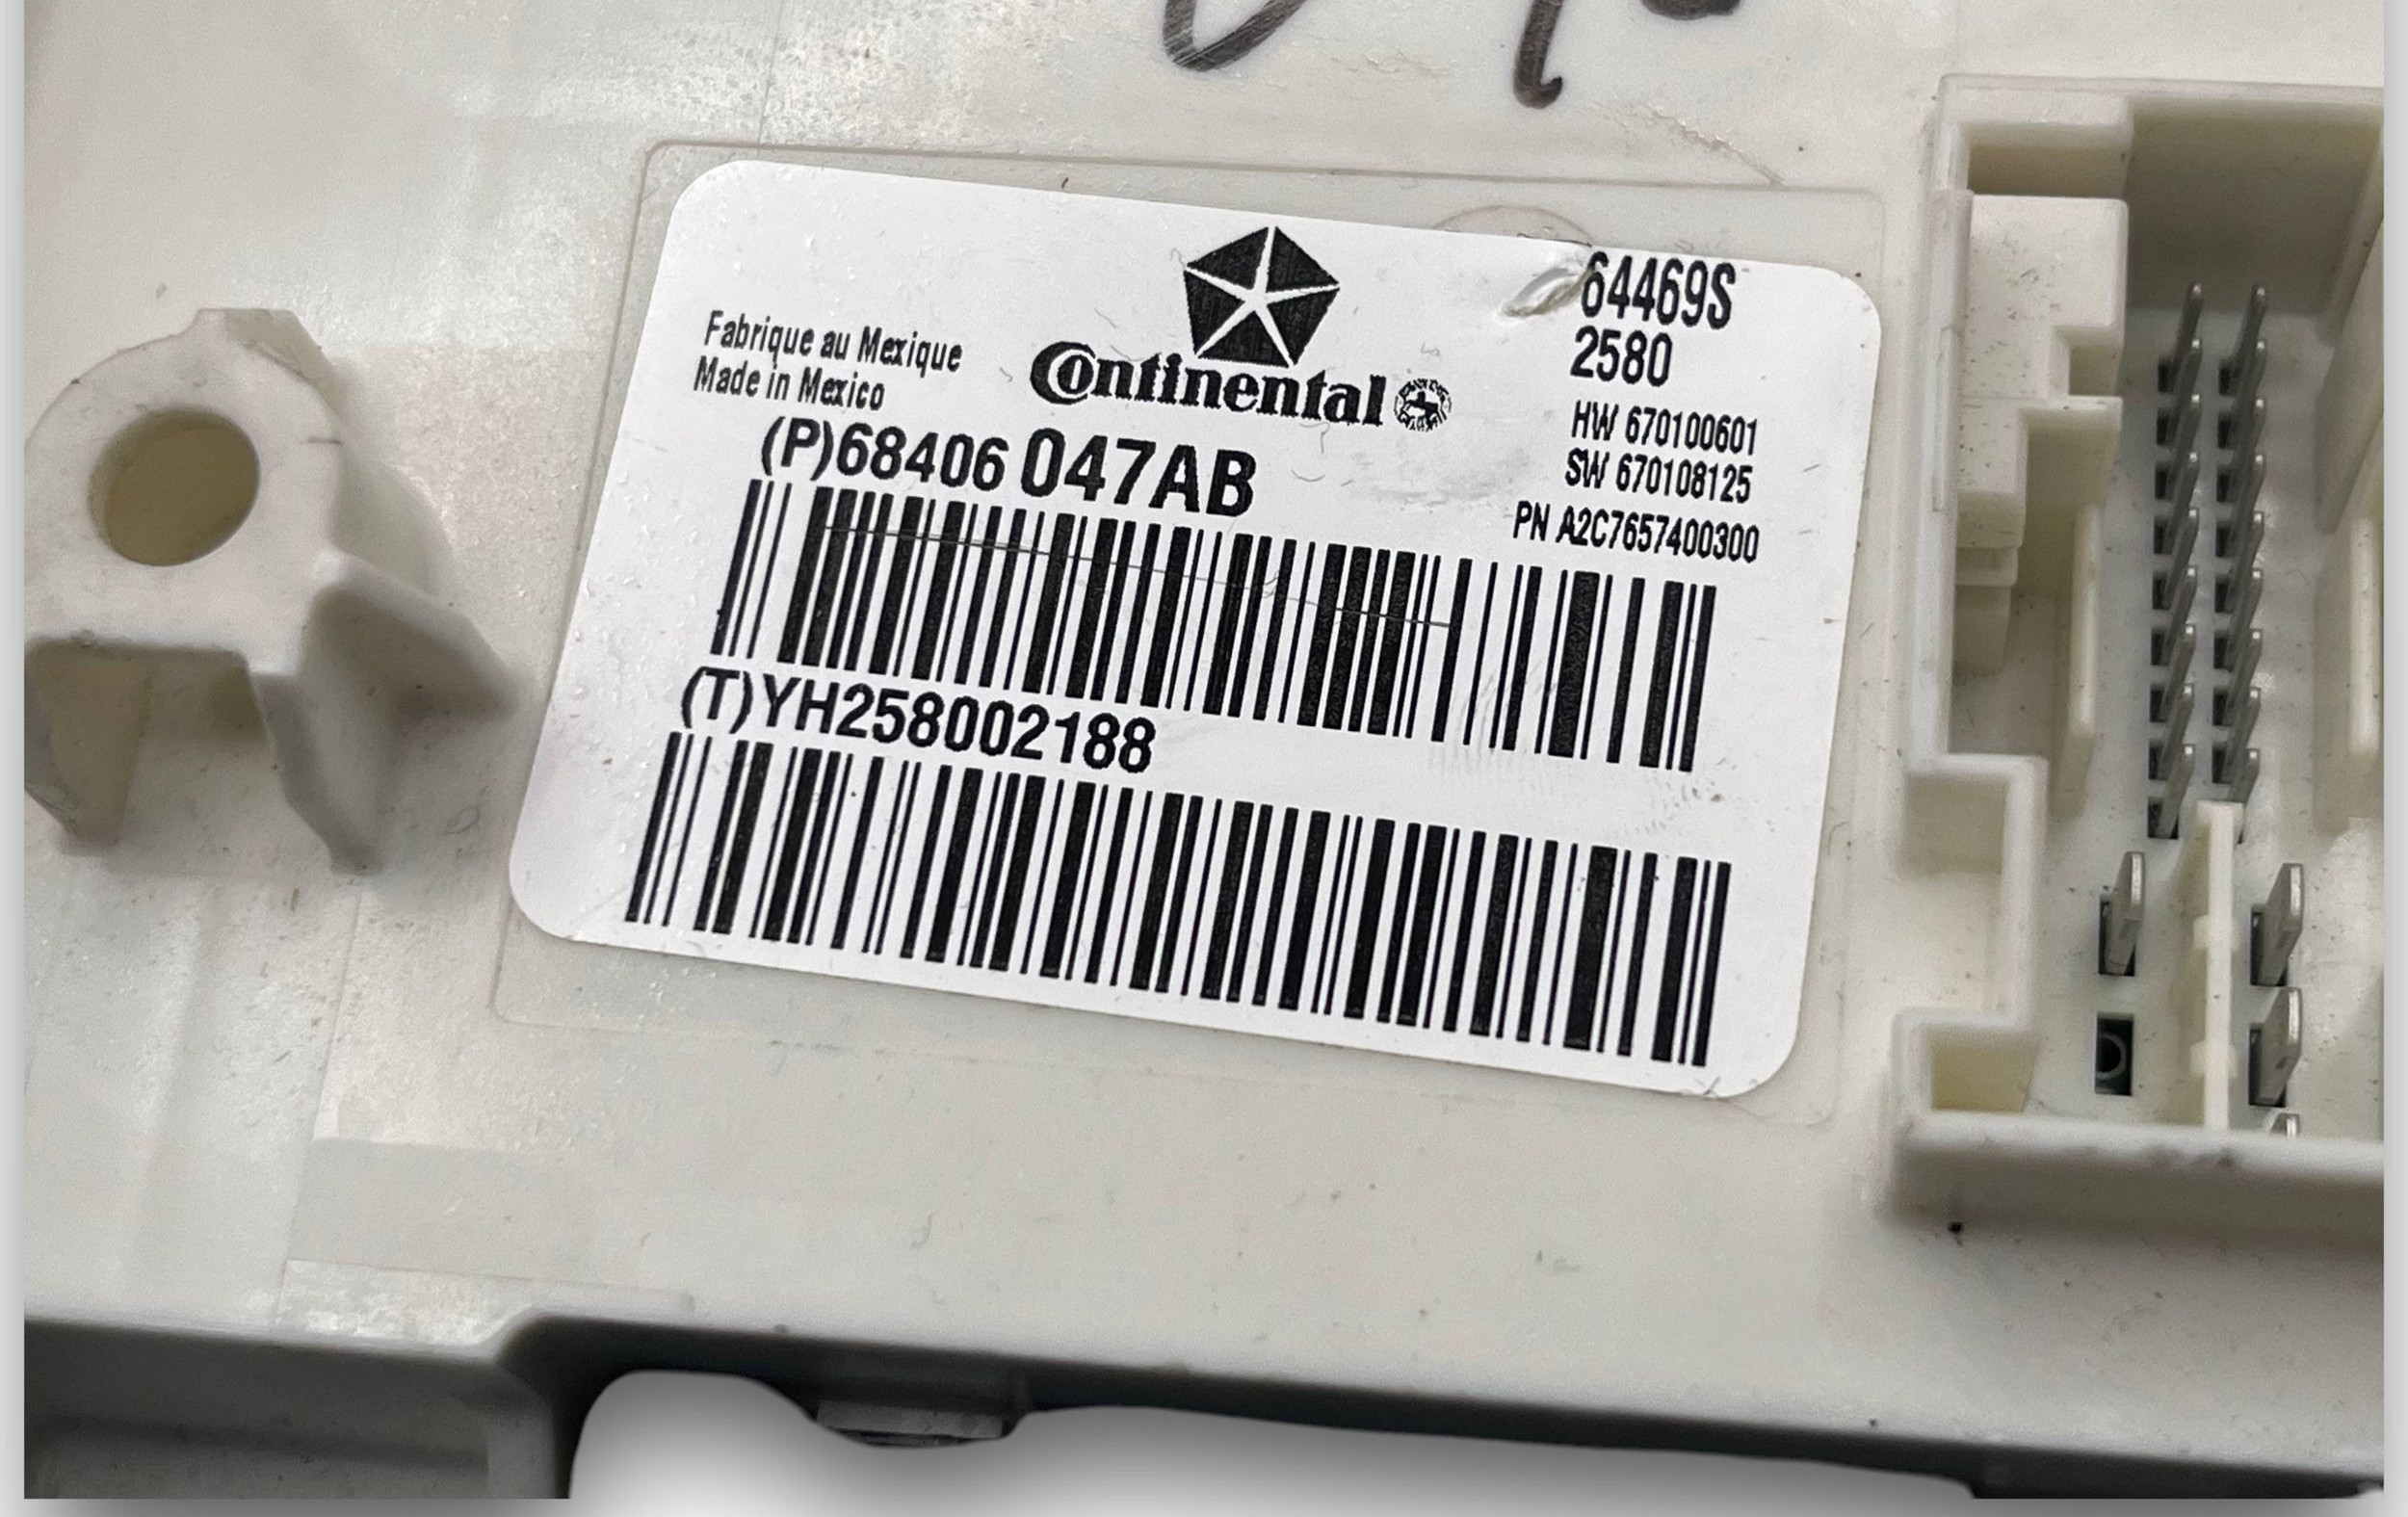 64469S
2580
Fabrique au Mexique
Made in Mexico
Continental
HW 670100601
SW 670108125
PN A2C7657400300
(P)68406 047AB
(T)YH258002188